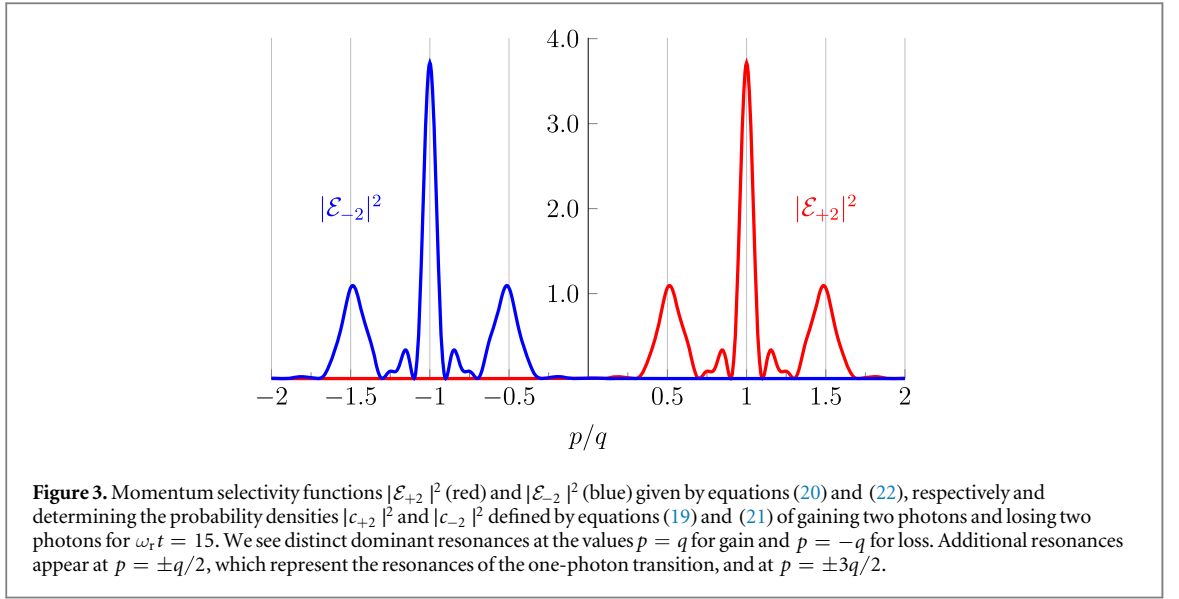 4.0
3.0
|ℰ₋₂|² 2.0 |ℰ₊₂|²
1.0
−2 −1.5 −1 −0.5 0.5 1 1.5 2
p/q
Figure 3. Momentum selectivity functions |ℰ₊₂|² (red) and |ℰ₋₂|² (blue) given by equations (20) and (22), respectively and
determining the probability densities |c₊₂|² and |c₋₂|² defined by equations (19) and (21) of gaining two photons and losing two
photons for ωᵣt = 15. We see distinct dominant resonances at the values p = q for gain and p = −q for loss. Additional resonances
appear at p = ±q/2, which represent the resonances of the one-photon transition, and at p = ±3q/2.